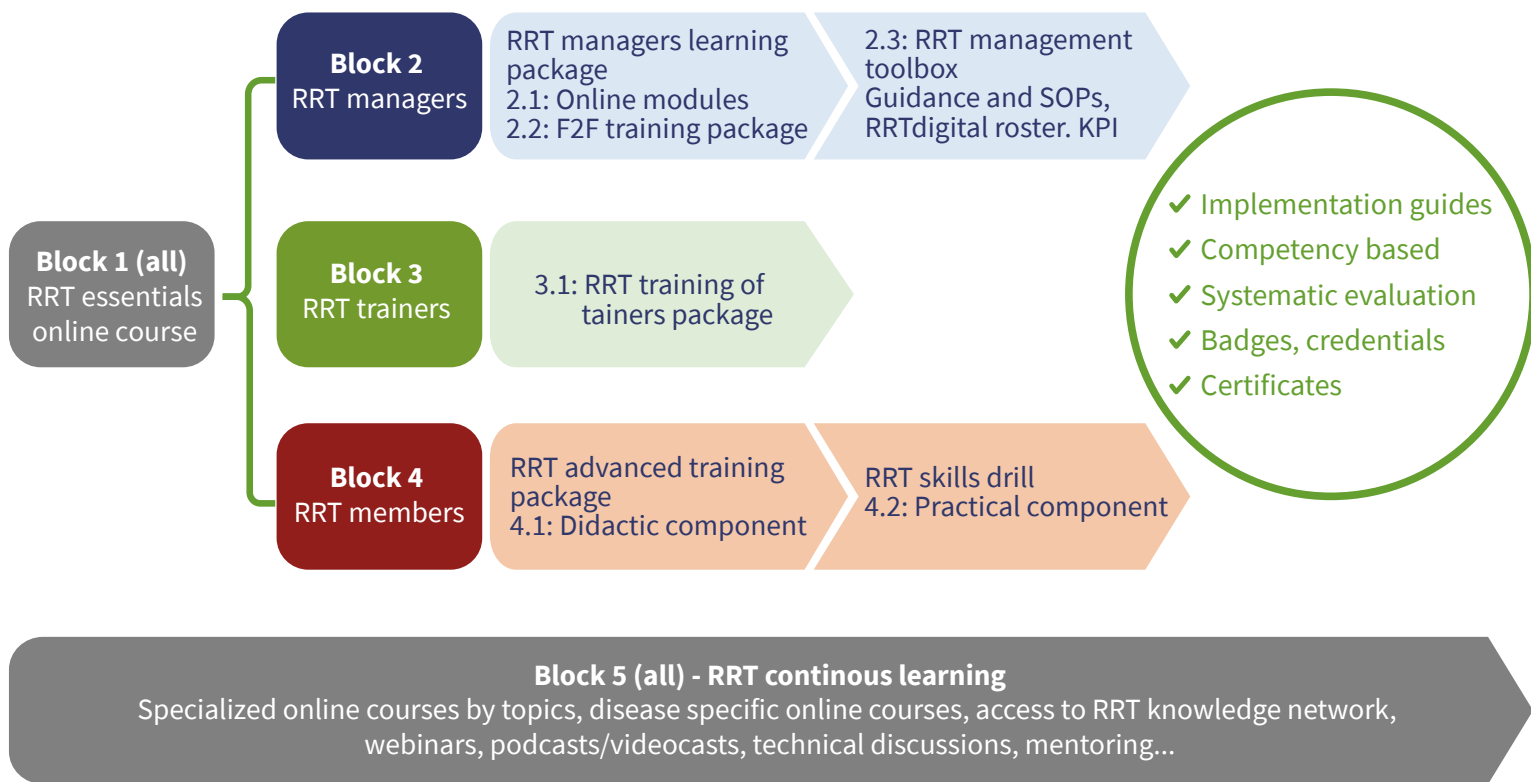 Block 1 (all)
RRT essentials
online course
Block 2
RRT managers
RRT managers learning
package
2.1: Online modules
2.2: F2F training package
2.3: RRT management
toolbox
Guidance and SOPs,
RRTdigital roster. KPI
Block 3
RRT trainers
3.1: RRT training of
tainers package
Block 4
RRT members
RRT advanced training
package
4.1: Didactic component
RRT skills drill
4.2: Practical component
✔ Implementation guides
✔ Competency based
✔ Systematic evaluation
✔ Badges, credentials
✔ Certificates
Block 5 (all) - RRT continous learning
Specialized online courses by topics, disease specific online courses, access to RRT knowledge network,
webinars, podcasts/videocasts, technical discussions, mentoring...